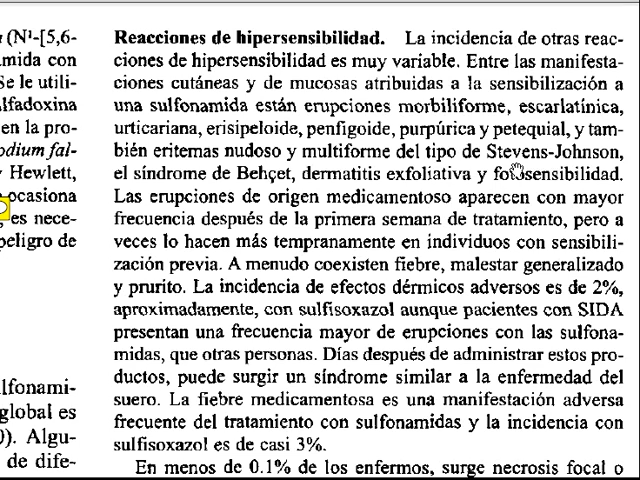 (N¹-[5,6-
mida con
Se le utili-
lfadoxina
en la pro-
odium fal-
Hewlett,
ocasiona
es nece-
peligro de
lfonami-
global es
0). Algu-
de dife-
Reacciones de hipersensibilidad. La incidencia de otras reac-
ciones de hipersensibilidad es muy variable. Entre las manifesta-
ciones cutáneas y de mucosas atribuidas a la sensibilización a
una sulfonamida están erupciones morbiliforme, escarlatínica,
urticariana, erisipeloide, penfigoide, purpúrica y petequial, y tam-
bién eritemas nudoso y multiforme del tipo de Stevens-Johnson,
el síndrome de Behçet, dermatitis exfoliativa y fotosensibilidad.
Las erupciones de origen medicamentoso aparecen con mayor
frecuencia después de la primera semana de tratamiento, pero a
veces lo hacen más tempranamente en individuos con sensibili-
zación previa. A menudo coexisten fiebre, malestar generalizado
y prurito. La incidencia de efectos dérmicos adversos es de 2%,
aproximadamente, con sulfisoxazol aunque pacientes con SIDA
presentan una frecuencia mayor de erupciones con las sulfona-
midas, que otras personas. Días después de administrar estos pro-
ductos, puede surgir un síndrome similar a la enfermedad del
suero. La fiebre medicamentosa es una manifestación adversa
frecuente del tratamiento con sulfonamidas y la incidencia con
sulfisoxazol es de casi 3%.
En menos de 0.1% de los enfermos, surge necrosis focal o